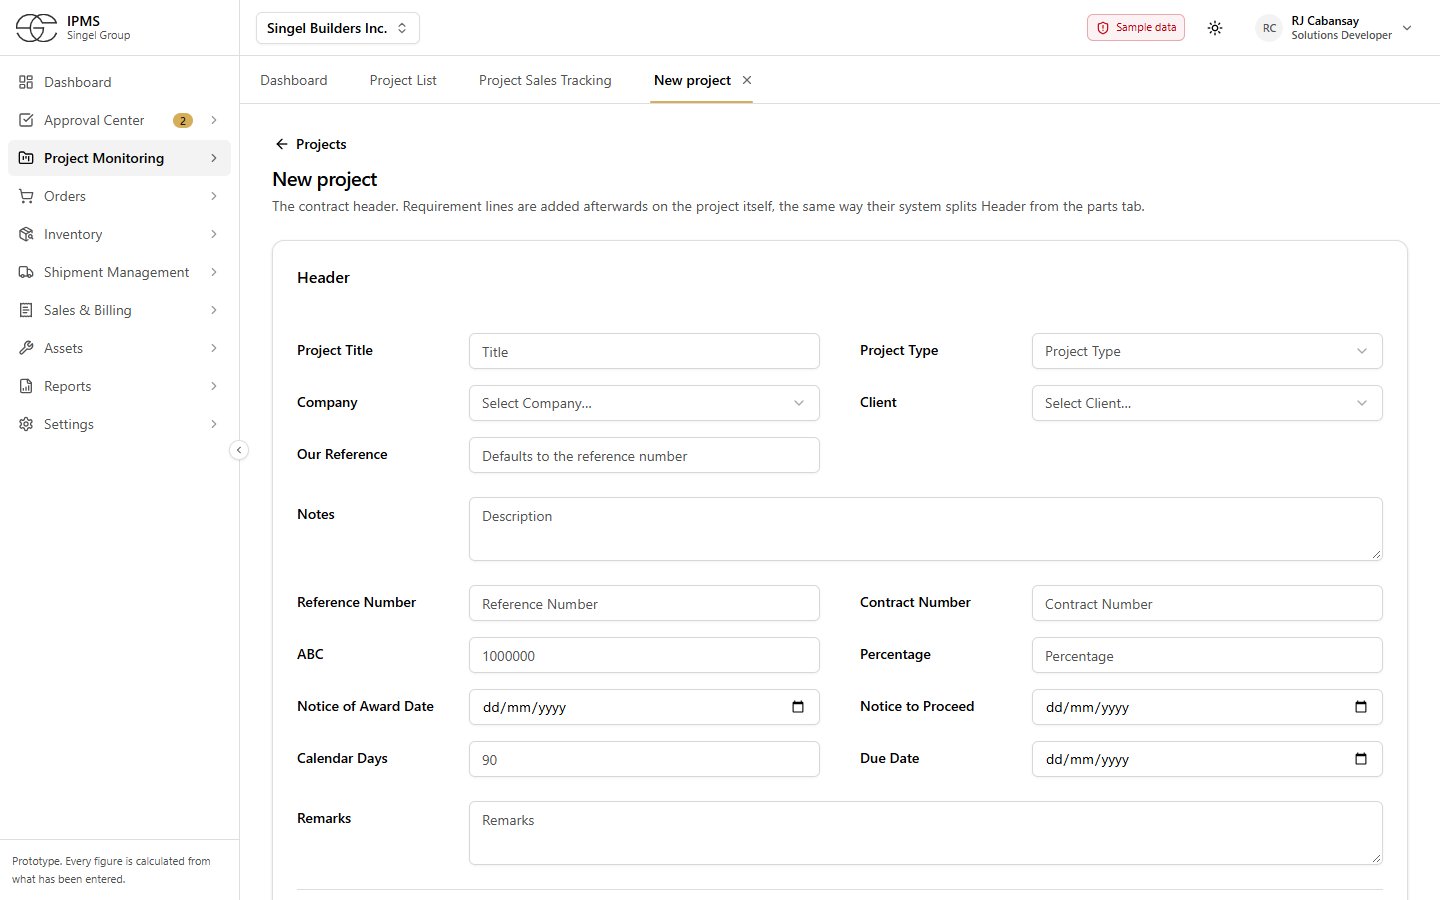 IPMS
Singel Group
Singel Builders Inc.
Sample data
RC
RJ Cabansay
Solutions Developer
Dashboard
Approval Center
2
Project Monitoring
Orders
Inventory
Shipment Management
Sales & Billing
Assets
Reports
Settings
Prototype. Every figure is calculated from
what has been entered.
Dashboard
Project List
Project Sales Tracking
New project
Projects
New project
The contract header. Requirement lines are added afterwards on the project itself, the same way their system splits Header from the parts tab.
Header
Project Title
Title
Project Type
Project Type
Company
Select Company...
Client
Select Client...
Our Reference
Defaults to the reference number
Notes
Description
Reference Number
Reference Number
Contract Number
Contract Number
ABC
1000000
Percentage
Percentage
Notice of Award Date
dd/mm/yyyy
Notice to Proceed
dd/mm/yyyy
Calendar Days
90
Due Date
dd/mm/yyyy
Remarks
Remarks